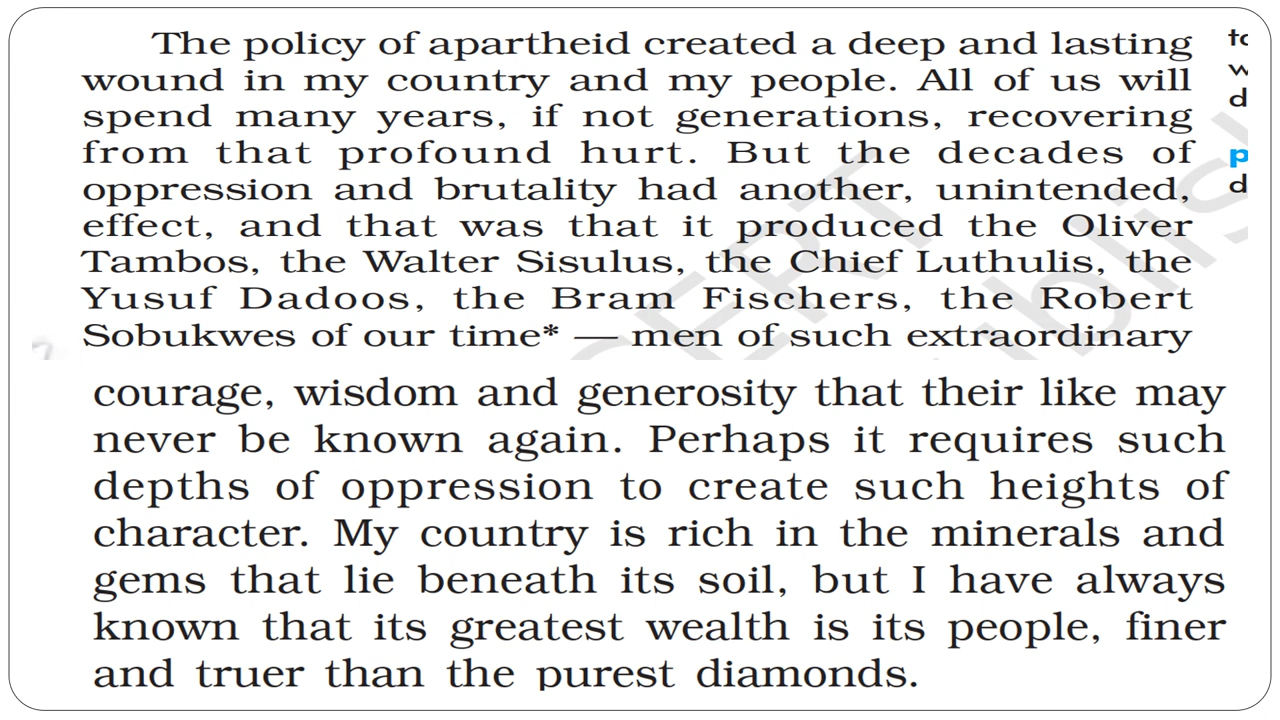 The policy of apartheid created a deep and lasting
wound in my country and my people. All of us will
spend many years, if not generations, recovering
from that profound hurt. But the decades of
oppression and brutality had another, unintended,
effect, and that was that it produced the Oliver
Tambos, the Walter Sisulus, the Chief Luthulis, the
Yusuf Dadoos, the Bram Fischers, the Robert
Sobukwes of our time* — men of such extraordinary
courage, wisdom and generosity that their like may
never be known again. Perhaps it requires such
depths of oppression to create such heights of
character. My country is rich in the minerals and
gems that lie beneath its soil, but I have always
known that its greatest wealth is its people, finer
and truer than the purest diamonds.